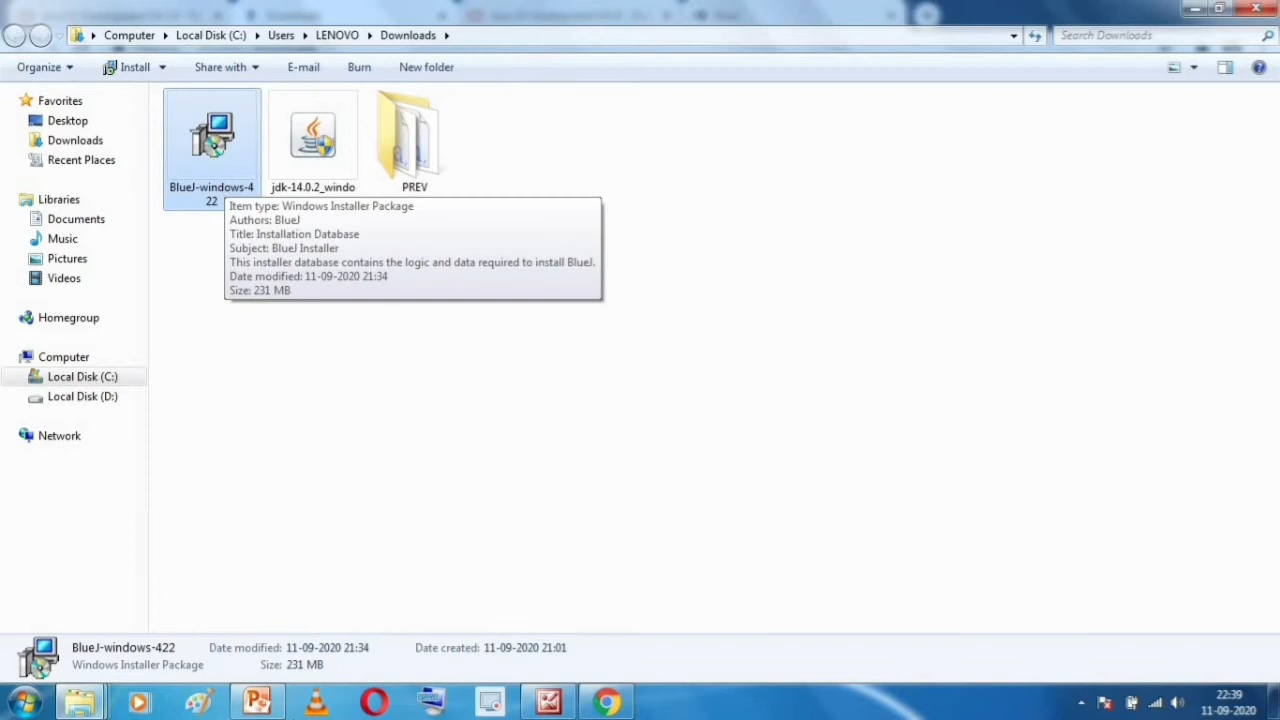 Computer Local Disk (C:) Users LENOVO Downloads
Search Downloads
Organize Install Share with E-mail Burn New folder
Favorites
Desktop
Downloads
Recent Places
Libraries
Documents
Music
Pictures
Videos
Homegroup
Computer
Local Disk (C:)
Local Disk (D:)
Network
BlueJ-windows-4
22
jdk-14.0.2_windo
PREV
Item type: Windows Installer Package
Authors: BlueJ
Title: Installation Database
Subject: BlueJ Installer
This installer database contains the logic and data required to install BlueJ.
Date modified: 11-09-2020 21:34
Size: 231 MB
BlueJ-windows-422 Date modified: 11-09-2020 21:34 Date created: 11-09-2020 21:01
Windows Installer Package Size: 231 MB
22:39
11-09-2020